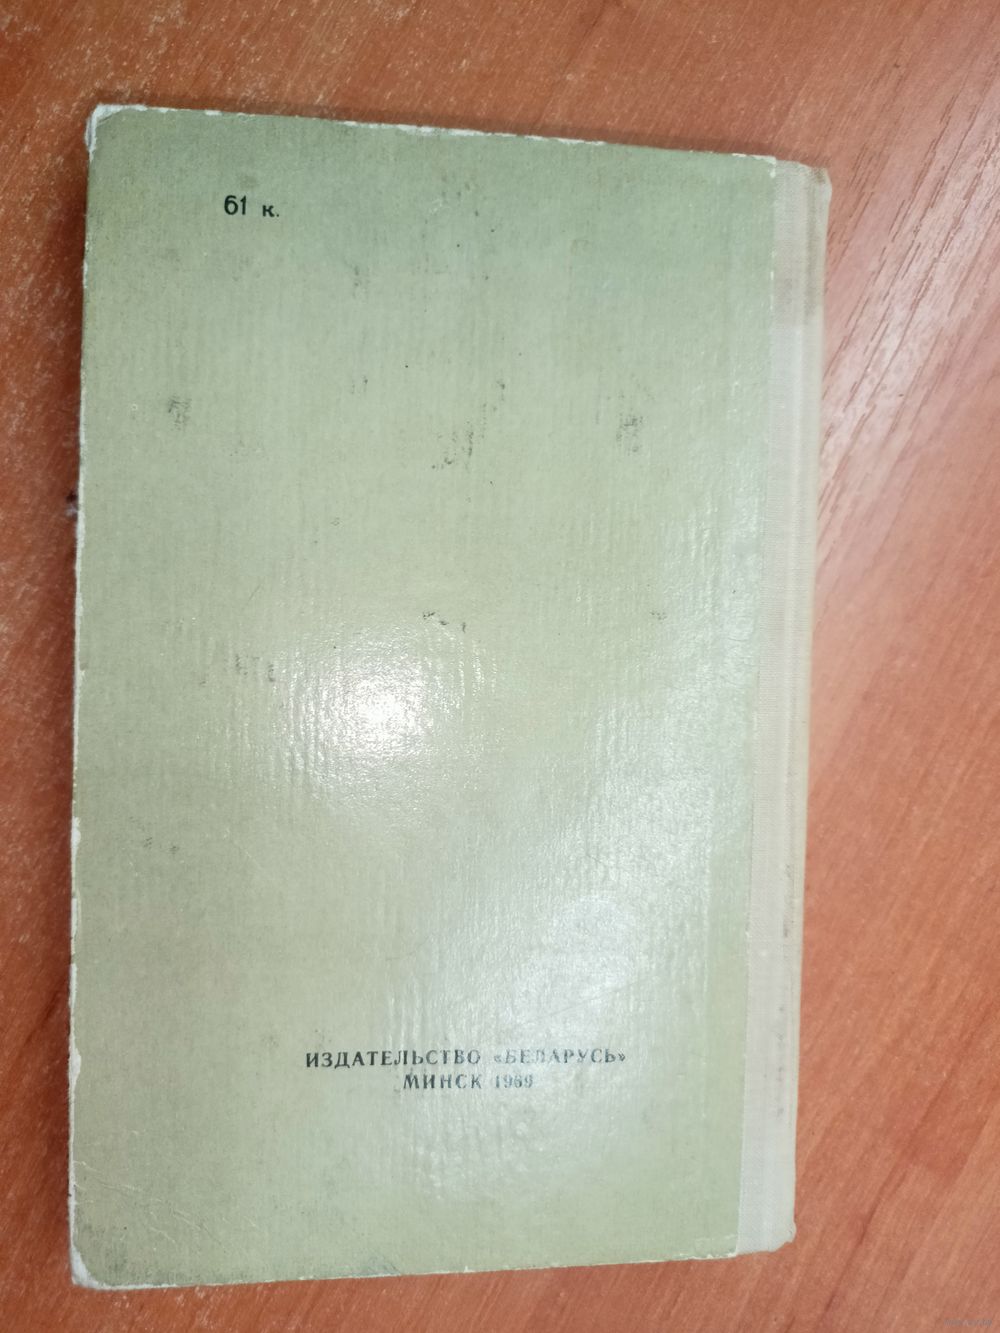 61 к.
ИЗДАТЕЛЬСТВО «БЕЛАРУСЬ»
МИНСК 1969